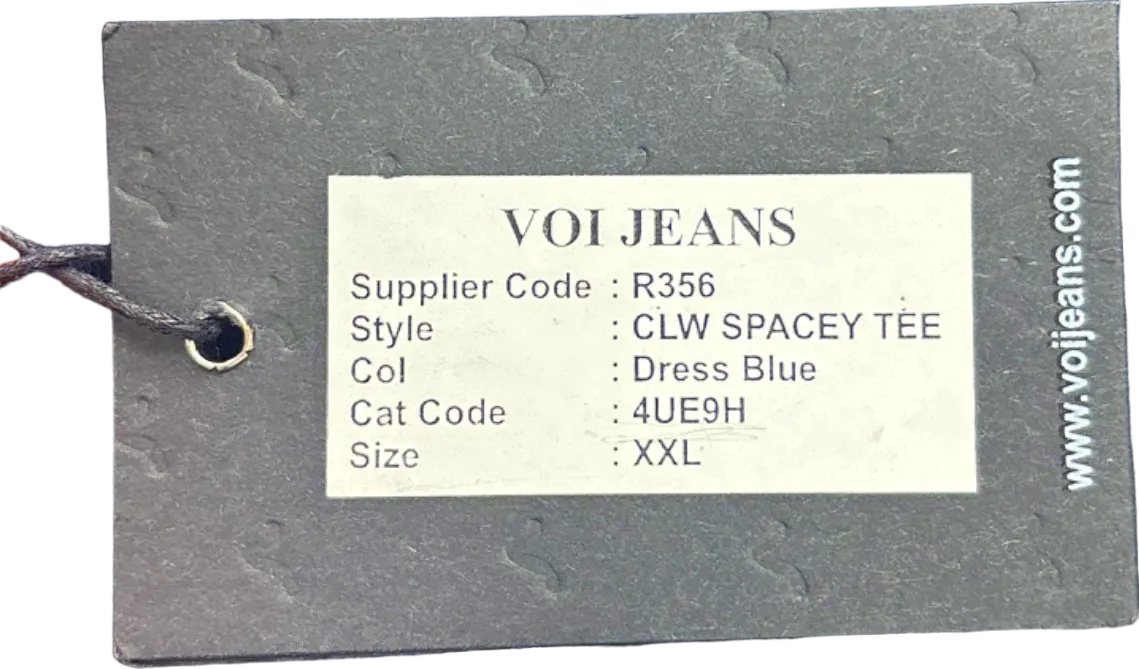 VOI JEANS
Supplier Code : R356
Style : CLW SPACEY TEE
Col : Dress Blue
Cat Code : 4UE9H
Size : XXL
www.voijeans.com